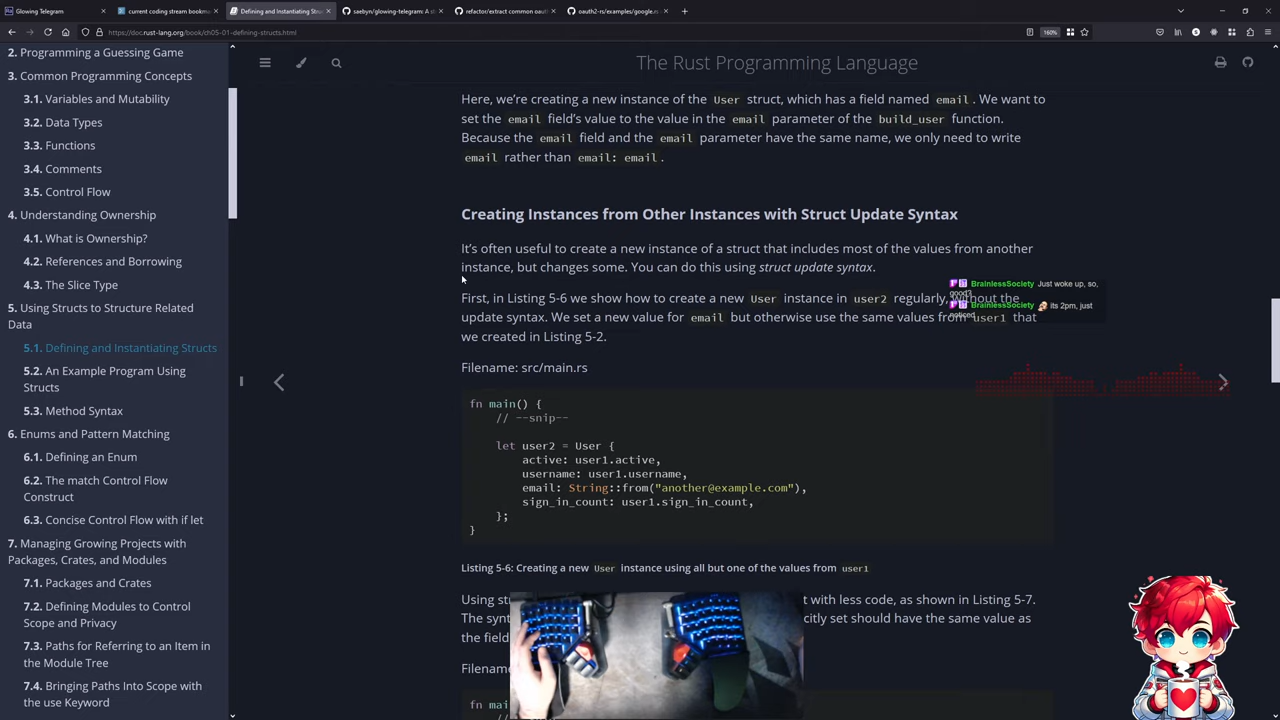 Glowing Telegram
current coding stream bookm
Defining and Instantiating Struc
saebyn/glowing-telegram: A s
refactor/extract common oauth
oauth2-rs/examples/google.rs
https://doc.rust-lang.org/book/ch05-01-defining-structs.html
160%
2. Programming a Guessing Game
3. Common Programming Concepts
3.1. Variables and Mutability
3.2. Data Types
3.3. Functions
3.4. Comments
3.5. Control Flow
4. Understanding Ownership
4.1. What is Ownership?
4.2. References and Borrowing
4.3. The Slice Type
5. Using Structs to Structure Related
Data
5.1. Defining and Instantiating Structs
5.2. An Example Program Using
Structs
5.3. Method Syntax
6. Enums and Pattern Matching
6.1. Defining an Enum
6.2. The match Control Flow
Construct
6.3. Concise Control Flow with if let
7. Managing Growing Projects with
Packages, Crates, and Modules
7.1. Packages and Crates
7.2. Defining Modules to Control
Scope and Privacy
7.3. Paths for Referring to an Item in
the Module Tree
7.4. Bringing Paths Into Scope with
the use Keyword
The Rust Programming Language
Here, we're creating a new instance of the User struct, which has a field named email. We want to
set the email field's value to the value in the email parameter of the build_user function.
Because the email field and the email parameter have the same name, we only need to write
email rather than email: email.
Creating Instances from Other Instances with Struct Update Syntax
It's often useful to create a new instance of a struct that includes most of the values from another
instance, but changes some. You can do this using struct update syntax.
First, in Listing 5-6 we show how to create a new User instance in user2 regularly, without the
update syntax. We set a new value for email but otherwise use the same values from user1 that
we created in Listing 5-2.
Filename: src/main.rs
fn main() {
// --snip--
let user2 = User {
active: user1.active,
username: user1.username,
email: String::from("another@example.com"),
sign_in_count: user1.sign_in_count,
};
}
Listing 5-6: Creating a new User instance using all but one of the values from user1
Using st t with less code, as shown in Listing 5-7.
The synt citly set should have the same value as
the field
Filenam
fn mai
BrainlessSociety Just woke up, so,
good?
BrainlessSociety its 2pm, just
noticed